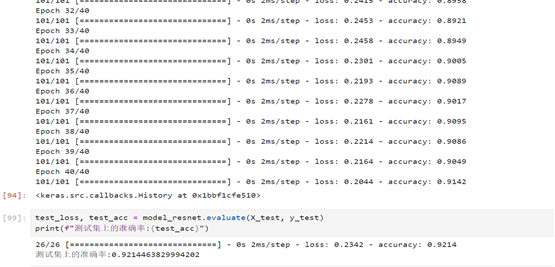 101/101 [==============================] - 0s 2ms/step - loss: 0.2415 - accuracy: 0.8958
Epoch 32/40
101/101 [==============================] - 0s 2ms/step - loss: 0.2453 - accuracy: 0.8921
Epoch 33/40
101/101 [==============================] - 0s 2ms/step - loss: 0.2458 - accuracy: 0.8949
Epoch 34/40
101/101 [==============================] - 0s 2ms/step - loss: 0.2301 - accuracy: 0.9005
Epoch 35/40
101/101 [==============================] - 0s 2ms/step - loss: 0.2193 - accuracy: 0.9089
Epoch 36/40
101/101 [==============================] - 0s 2ms/step - loss: 0.2278 - accuracy: 0.9017
Epoch 37/40
101/101 [==============================] - 0s 2ms/step - loss: 0.2161 - accuracy: 0.9095
Epoch 38/40
101/101 [==============================] - 0s 2ms/step - loss: 0.2214 - accuracy: 0.9086
Epoch 39/40
101/101 [==============================] - 0s 2ms/step - loss: 0.2164 - accuracy: 0.9049
Epoch 40/40
101/101 [==============================] - 0s 2ms/step - loss: 0.2044 - accuracy: 0.9142
[94]: <keras.src.callbacks.History at 0x1bbf1cfe510>
[99]: test_loss, test_acc = model_resnet.evaluate(X_test, y_test)
print(f"测试集上的准确率:{test_acc}")
26/26 [==============================] - 0s 2ms/step - loss: 0.2342 - accuracy: 0.9214
测试集上的准确率:0.9214463829994202